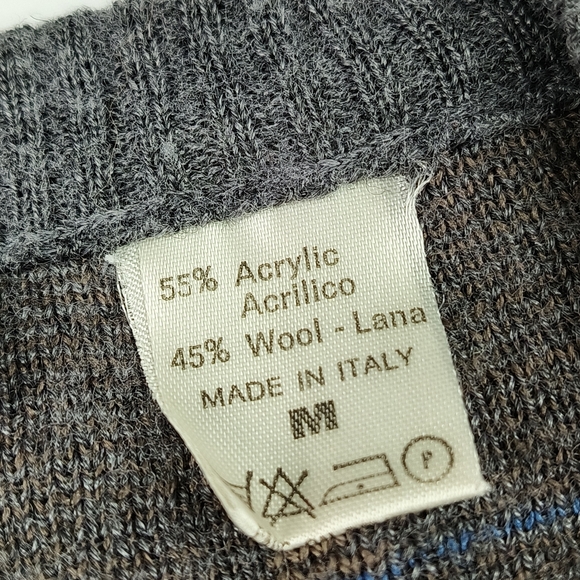 55% Acrylic
Acrilico
45% Wool - Lana
MADE IN ITALY
M
P